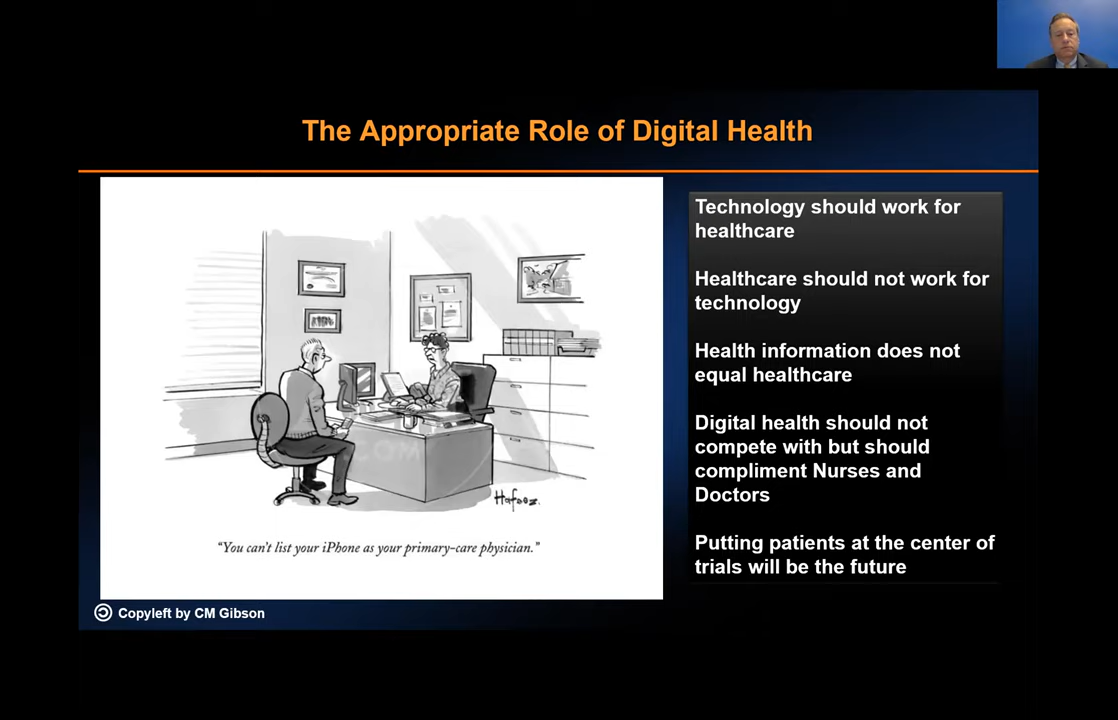 The Appropriate Role of Digital Health
Technology should work for
healthcare
Healthcare should not work for
technology
Health information does not
equal healthcare
Digital health should not
compete with but should
compliment Nurses and
Doctors
Putting patients at the center of
trials will be the future
COM
Hafeez.
“You can't list your iPhone as your primary-care physician.”
Copyleft by CM Gibson